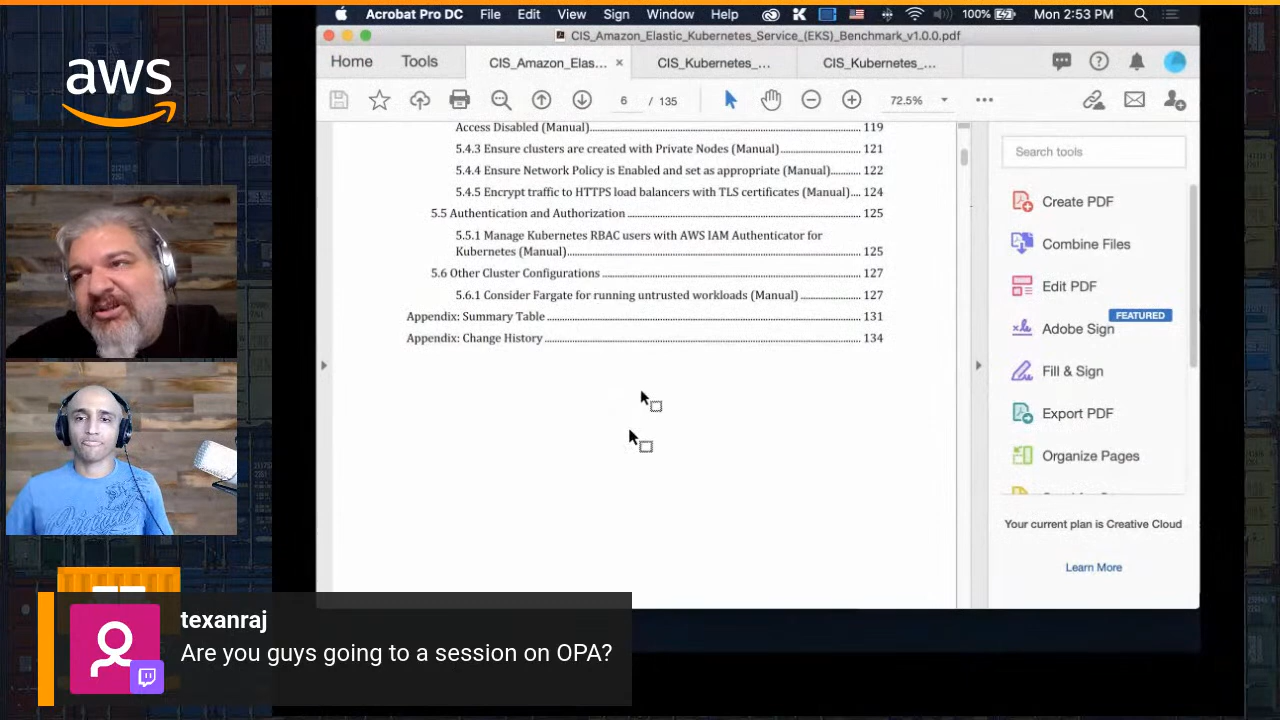 aws
Acrobat Pro DC File Edit View Sign Window Help 100% Mon 2:53 PM
CIS_Amazon_Elastic_Kubernetes_Service_(EKS)_Benchmark_v1.0.0.pdf
Home Tools CIS_Amazon_Elas... × CIS_Kubernetes_... CIS_Kubernetes_...
6 / 135 72.5%
Access Disabled (Manual) 119
5.4.3 Ensure clusters are created with Private Nodes (Manual) 121
5.4.4 Ensure Network Policy is Enabled and set as appropriate (Manual) 122
5.4.5 Encrypt traffic to HTTPS load balancers with TLS certificates (Manual) 124
5.5 Authentication and Authorization 125
5.5.1 Manage Kubernetes RBAC users with AWS IAM Authenticator for
Kubernetes (Manual) 125
5.6 Other Cluster Configurations 127
5.6.1 Consider Fargate for running untrusted workloads (Manual) 127
Appendix: Summary Table 131
Appendix: Change History 134
Search tools
Create PDF
Combine Files
Edit PDF
FEATURED
Adobe Sign
Fill & Sign
Export PDF
Organize Pages
Your current plan is Creative Cloud
Learn More
texanraj
Are you guys going to a session on OPA?